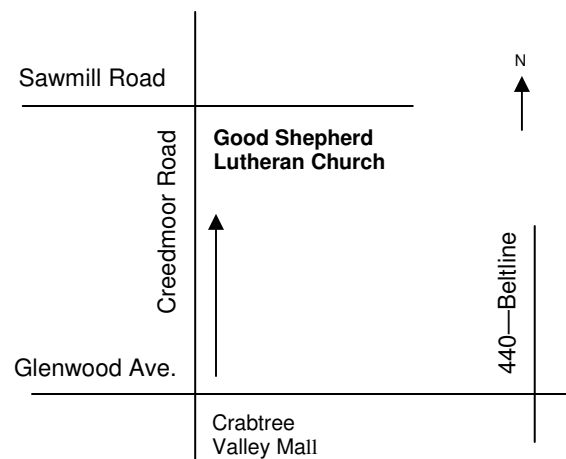 N
Sawmill Road
Good Shepherd
Lutheran Church
Creedmoor Road
440—Beltline
Glenwood Ave.
Crabtree
Valley Mall